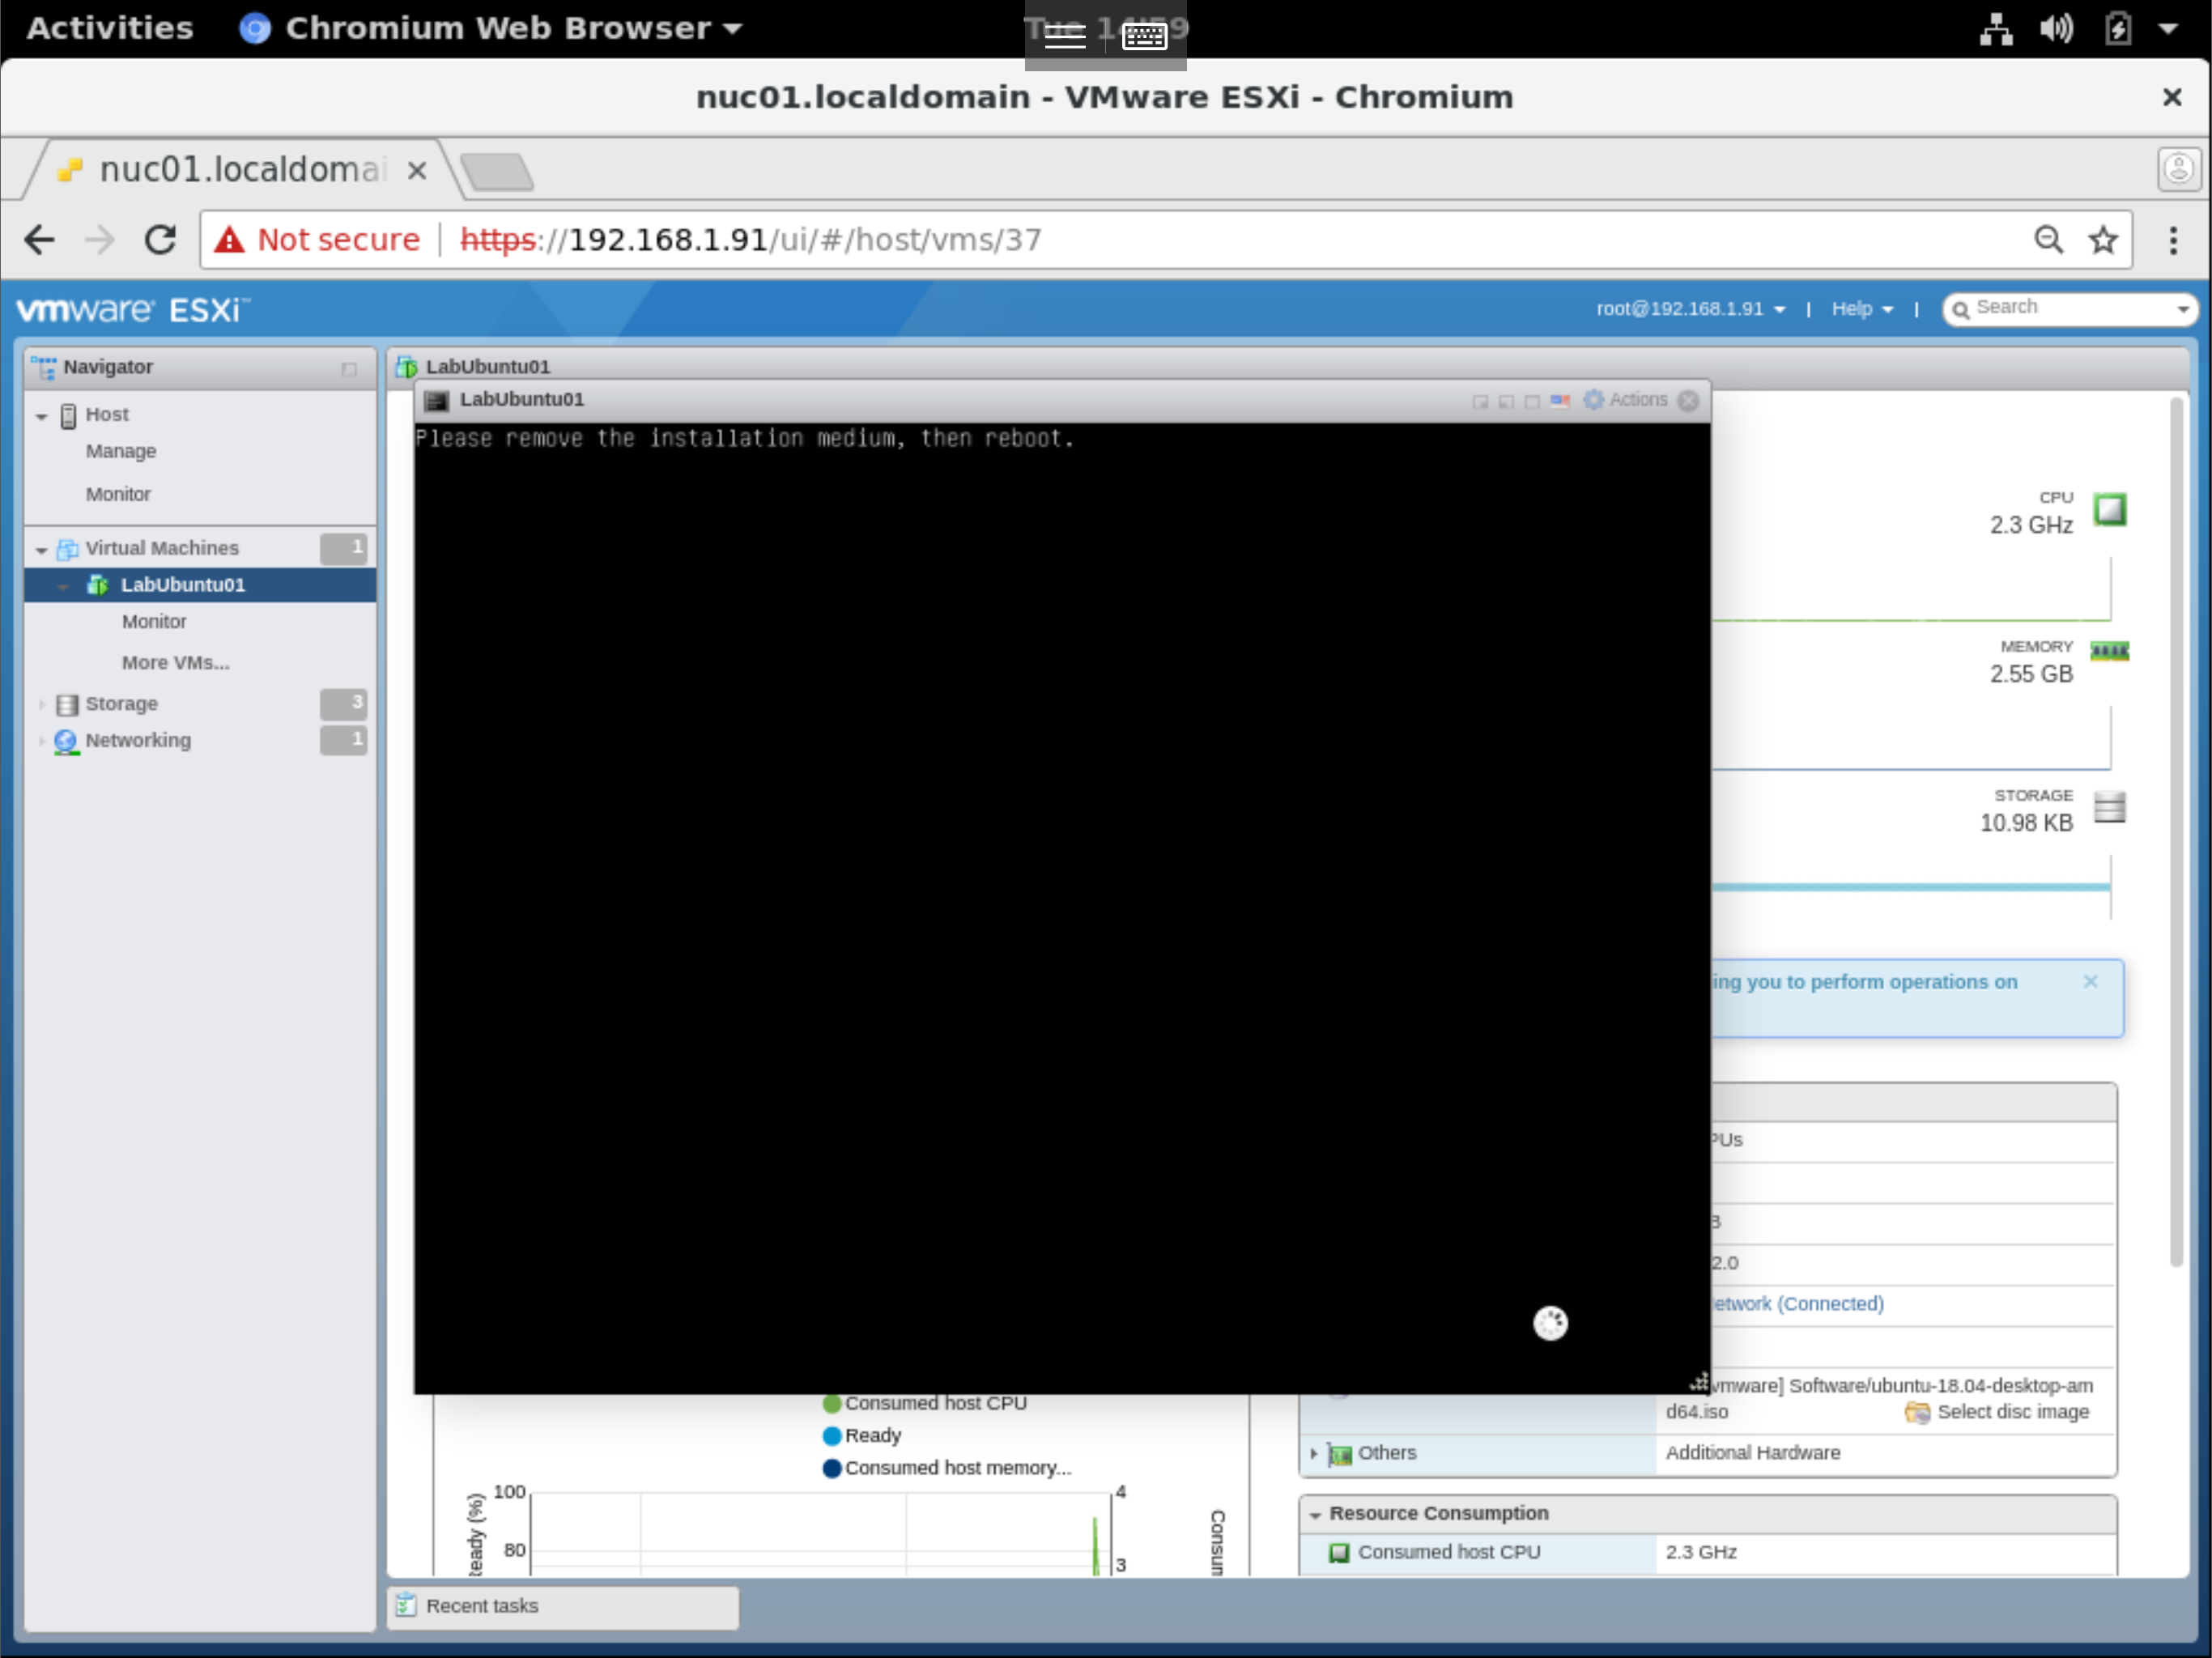 Activities
Chromium Web Browser
nuc01.localdomain - VMware ESXi - Chromium
nuc01.localdomai
Not secure
https://192.168.1.91/ui/#/host/vms/37
vmware ESXi
root@192.168.1.91
|
Help
|
Search
Navigator
Host
Manage
Monitor
Virtual Machines 1
LabUbuntu01
Monitor
More VMs...
Storage 3
Networking 1
LabUbuntu01
LabUbuntu01
Actions
Please remove the installation medium, then reboot.
CPU
2.3 GHz
MEMORY
2.55 GB
STORAGE
10.98 KB
ing you to perform operations on
PUs
B
2.0
etwork (Connected)
vmware] Software/ubuntu-18.04-desktop-am
d64.iso
Select disc image
Others
Additional Hardware
Resource Consumption
Consumed host CPU
2.3 GHz
Consumed host CPU
Ready
Consumed host memory...
100
80
4
3
eady (%)
Consum
Recent tasks